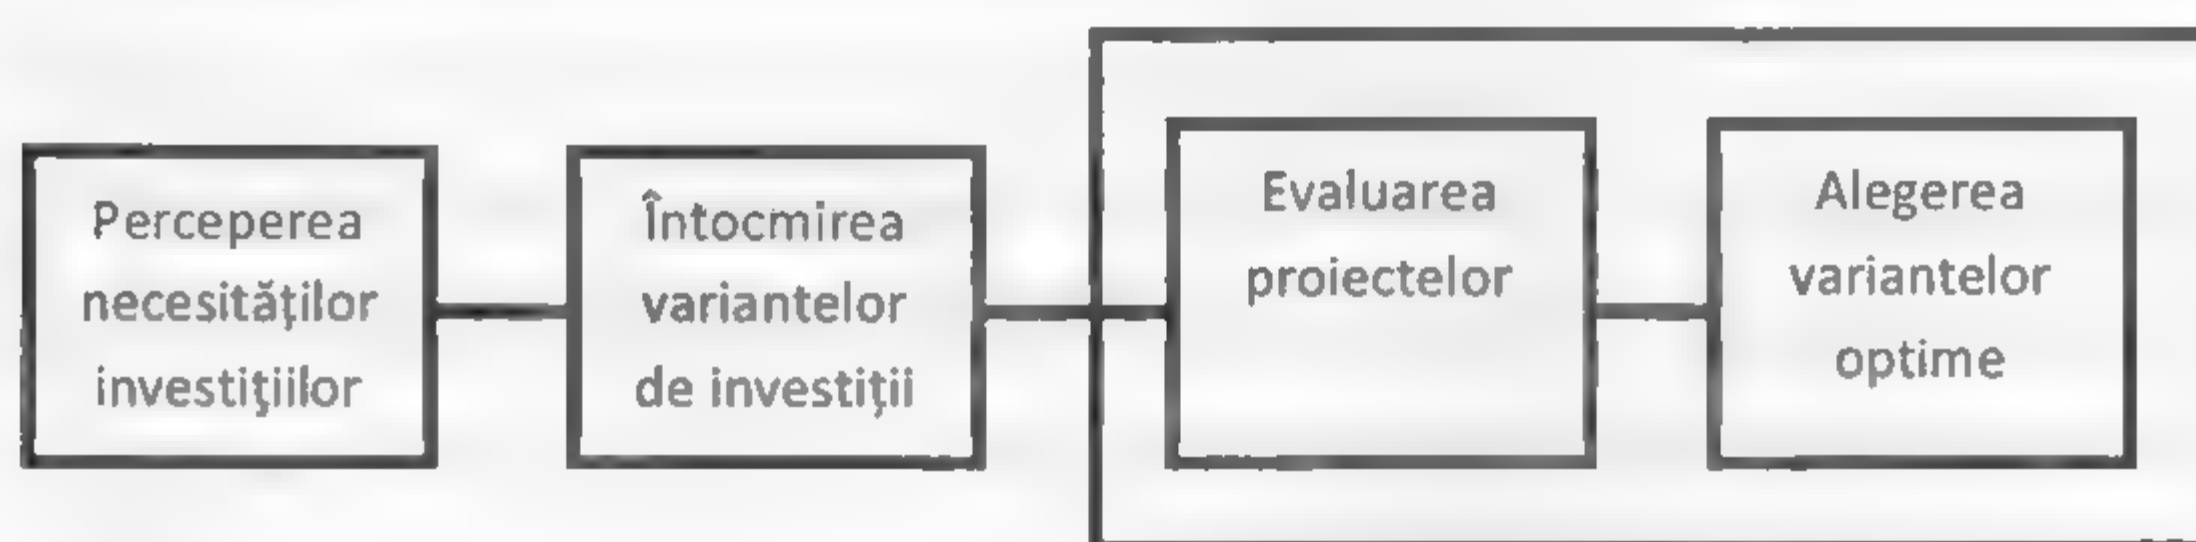 Perceperea
necesităţilor
investiţiilor
Întocmirea
variantelor
de investiţii
Evaluarea
proiectelor
Alegerea
variantelor
optime